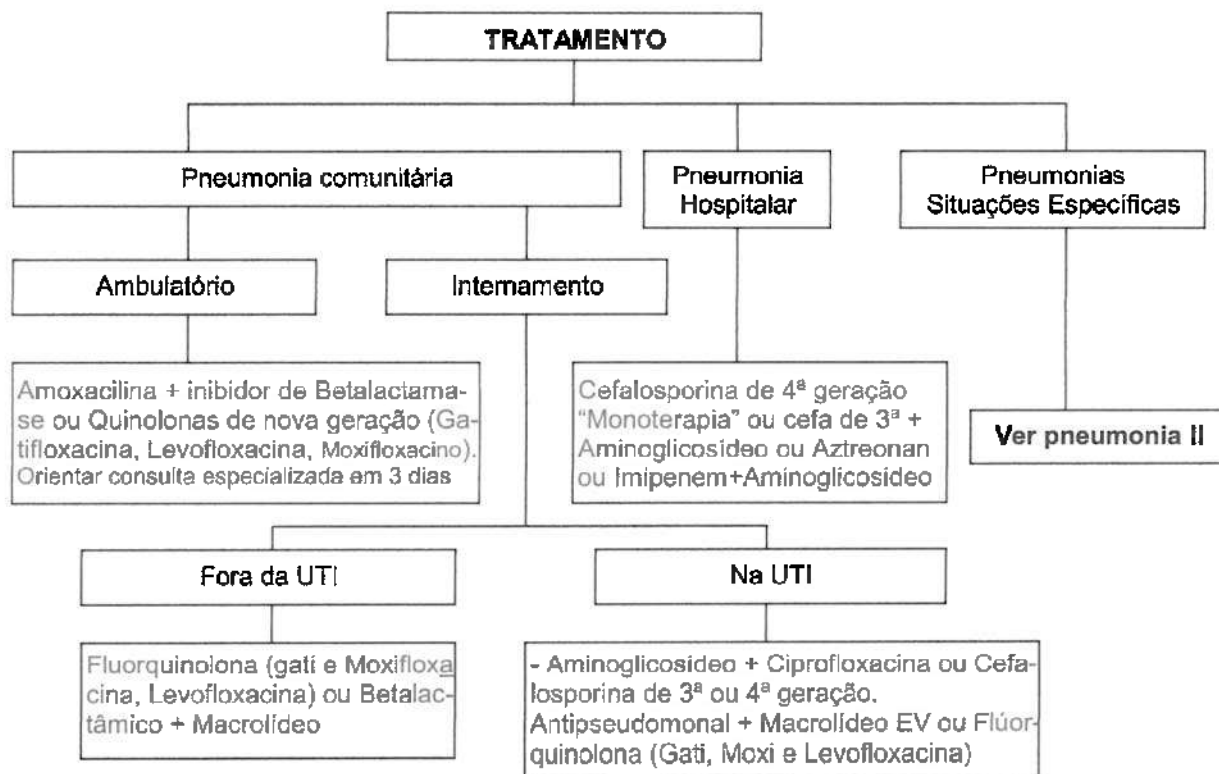 TRATAMENTO
Pneumonia comunitária
Pneumonia
Hospitalar
Pneumonias
Situações Específicas
Ambulatório
Internamento
Amoxacilina + inibidor de Betalactama-
se ou Quinolonas de nova geração (Ga-
tifloxacina, Levofloxacina, Moxifloxacino).
Orientar consulta especializada em 3 dias
Cefalosporina de 4ª geração
"Monoterapia" ou cefa de 3ª +
Aminoglicosídeo ou Aztreonan
ou Imipenem+Aminoglicosídeo
Ver pneumonia II
Fora da UTI
Na UTI
Fluorquinolona (gati e Moxifloxa
cina, Levofloxacina) ou Betalac-
tâmico + Macrolídeo
- Aminoglicosídeo + Ciprofloxacina ou Cefa-
losporina de 3ª ou 4ª geração.
Antipseudomonal + Macrolídeo EV ou Flúor-
quinolona (Gati, Moxi e Levofloxacina)